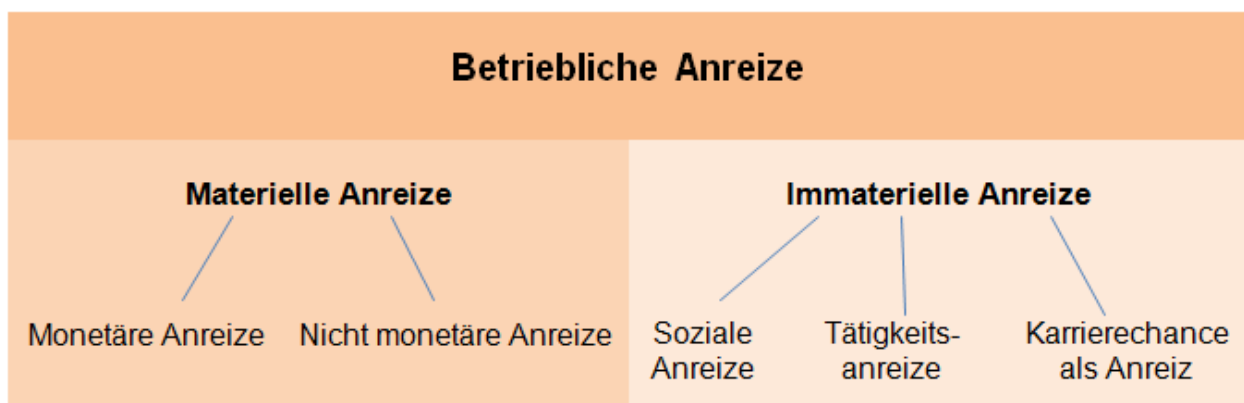 Betriebliche Anreize
Materielle Anreize
Immaterielle Anreize
Monetäre Anreize
Nicht monetäre Anreize
Soziale
Anreize
Tätigkeits-
anreize
Karrierechance
als Anreiz